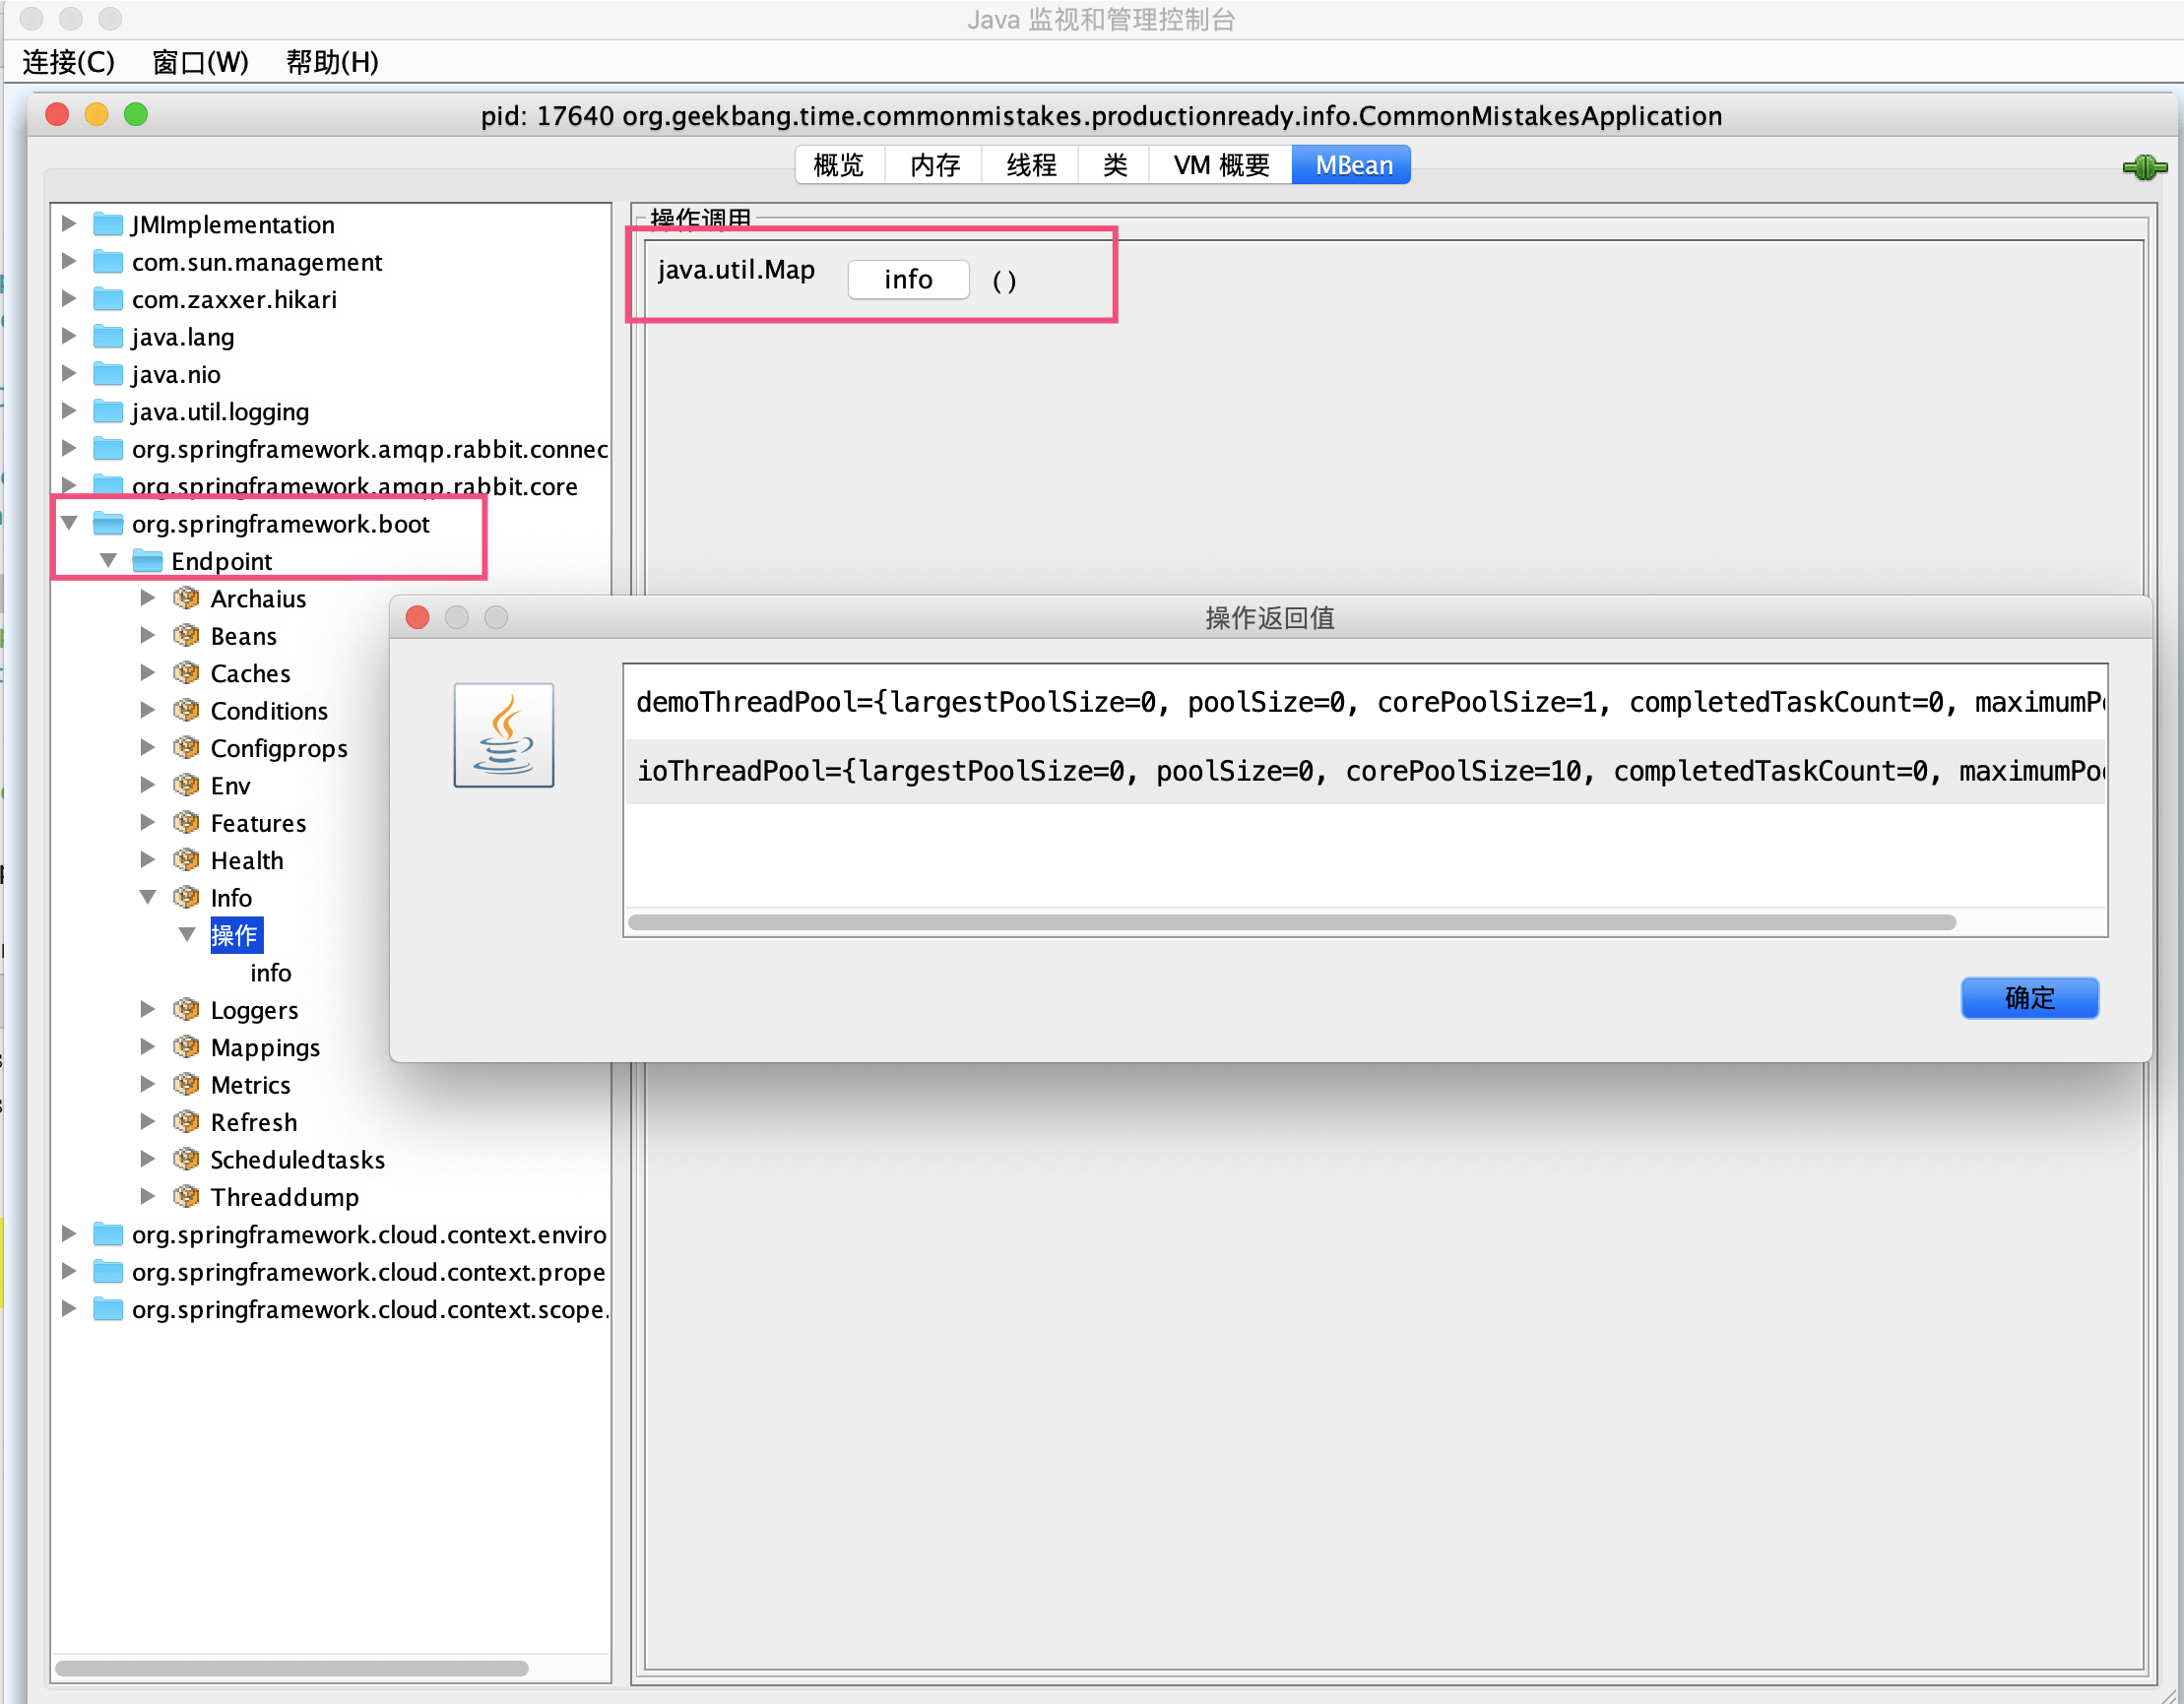 Java 监视和管理控制台
连接(C) 窗口(W) 帮助(H)
pid: 17640 org.geekbang.time.commonmistakes.productionready.info.CommonMistakesApplication
概览 内存 线程 类 VM 概要 MBean
JMImplementation
com.sun.management
com.zaxxer.hikari
java.lang
java.nio
java.util.logging
org.springframework.amqp.rabbit.connec
org.springframework.amqp.rabbit.core
org.springframework.boot
Endpoint
Archaius
Beans
Caches
Conditions
Configprops
Env
Features
Health
Info
操作
info
Loggers
Mappings
Metrics
Refresh
Scheduledtasks
Threaddump
org.springframework.cloud.context.enviro
org.springframework.cloud.context.prope
org.springframework.cloud.context.scope.
操作调用
java.util.Map info ()
操作返回值
demoThreadPool={largestPoolSize=0, poolSize=0, corePoolSize=1, completedTaskCount=0, maximumP
ioThreadPool={largestPoolSize=0, poolSize=0, corePoolSize=10, completedTaskCount=0, maximumPo
确定